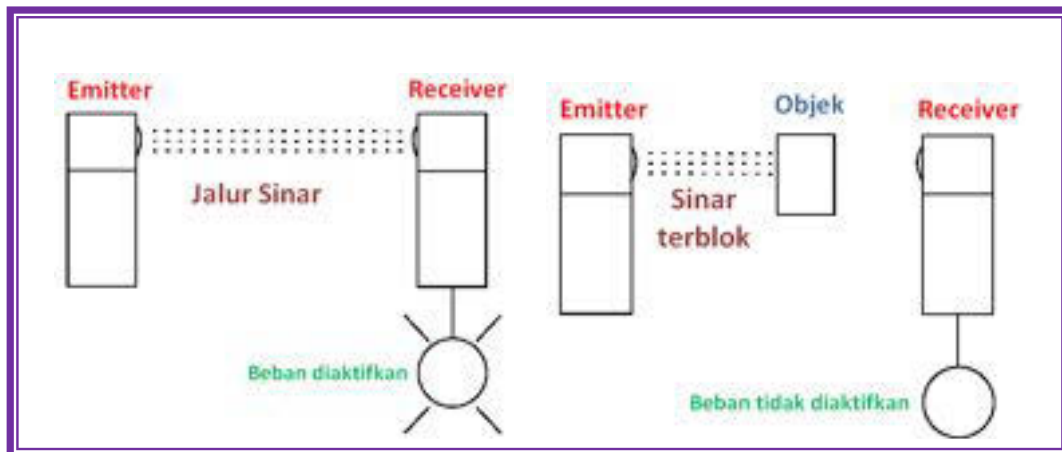 Emitter
Receiver
Jalur Sinar
Beban diaktifkan
Emitter
Objek
Receiver
Sinar
terblok
Beban tidak diaktifkan